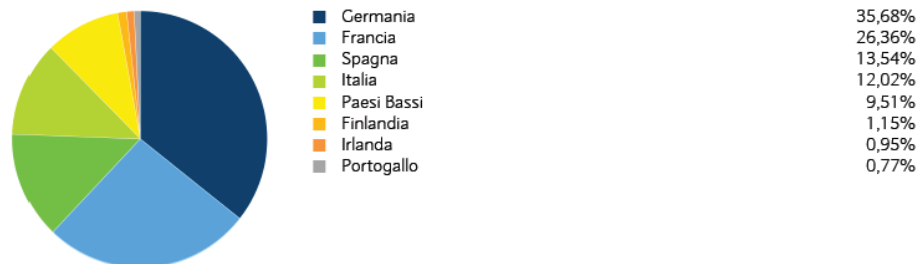 Germania 35,68%
Francia 26,36%
Spagna 13,54%
Italia 12,02%
Paesi Bassi 9,51%
Finlandia 1,15%
Irlanda 0,95%
Portogallo 0,77%